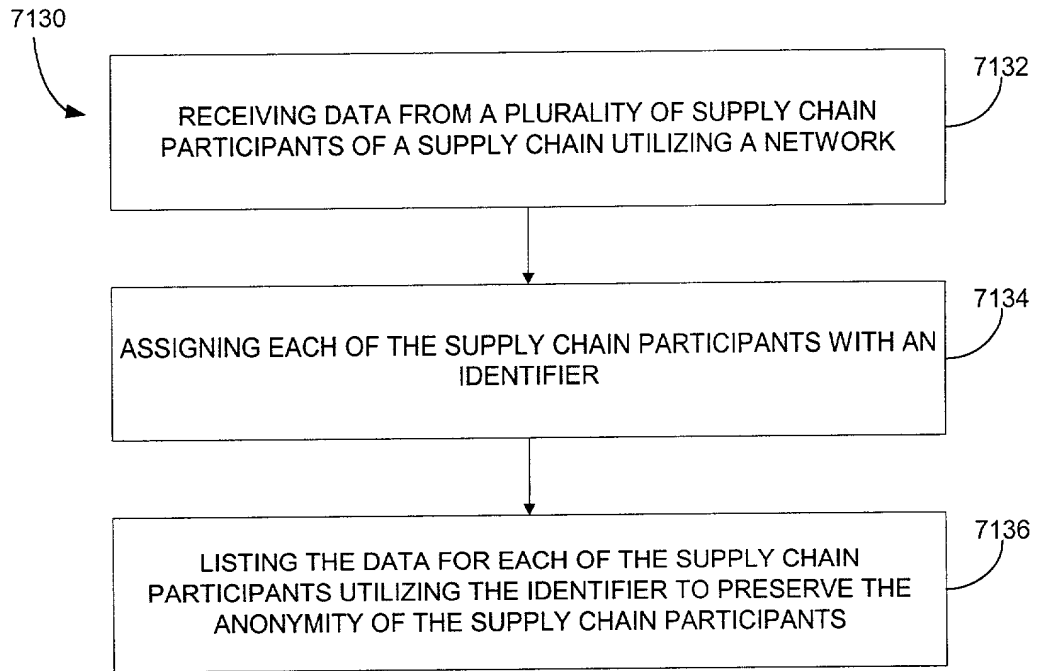 7130
7132
RECEIVING DATA FROM A PLURALITY OF SUPPLY CHAIN
PARTICIPANTS OF A SUPPLY CHAIN UTILIZING A NETWORK
7134
ASSIGNING EACH OF THE SUPPLY CHAIN PARTICIPANTS WITH AN
IDENTIFIER
7136
LISTING THE DATA FOR EACH OF THE SUPPLY CHAIN
PARTICIPANTS UTILIZING THE IDENTIFIER TO PRESERVE THE
ANONYMITY OF THE SUPPLY CHAIN PARTICIPANTS